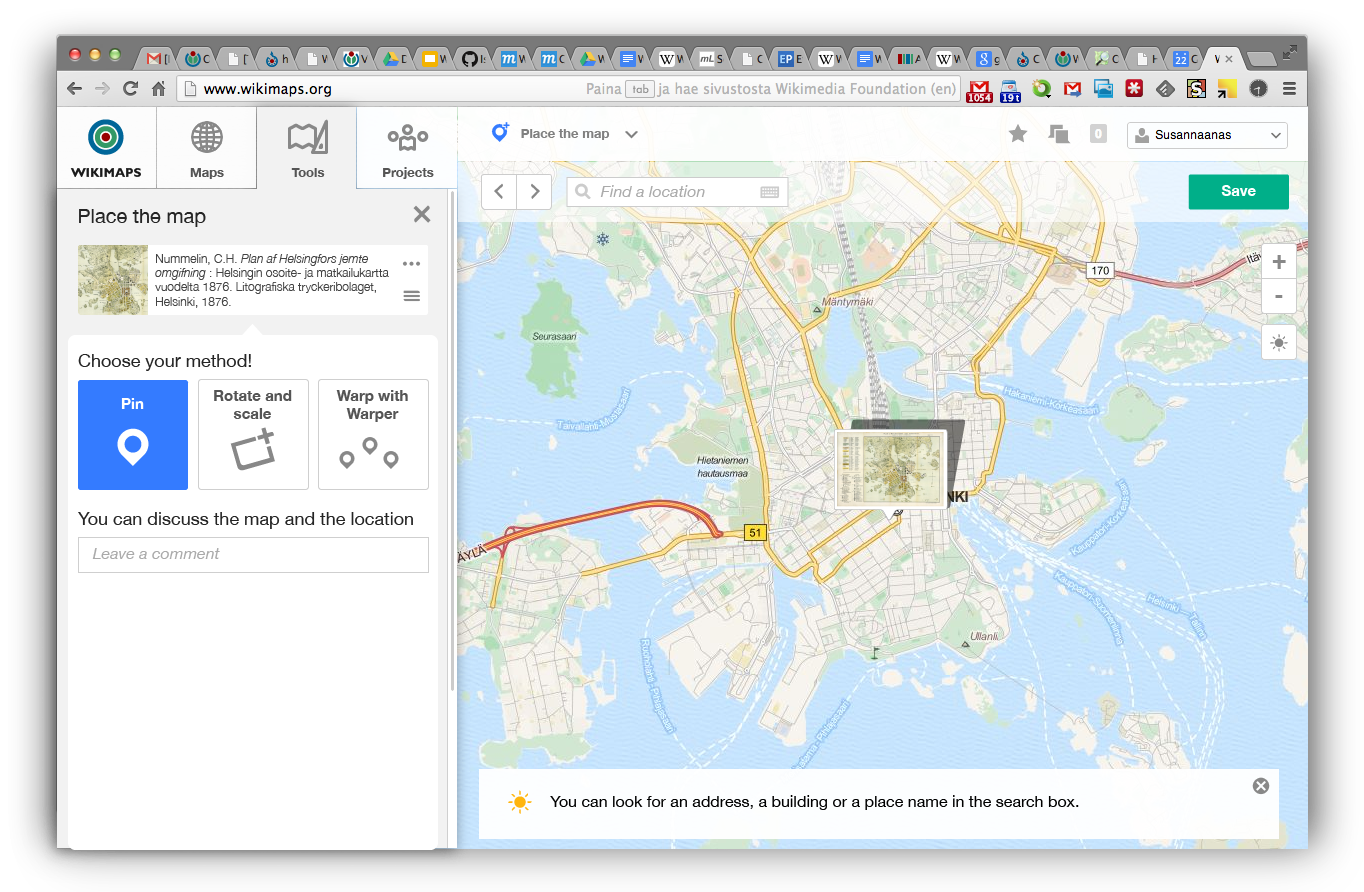 www.wikimaps.org
Paina tab ja hae sivustosta Wikimedia Foundation (en)
1054
19 t
WIKIMAPS
Maps
Tools
Projects
Place the map
0
Susannaanas
Find a location
Save
Place the map
Nummelin, C.H. Plan af Helsingfors jemte
omgifning : Helsingin osoite- ja matkailukartta
vuodelta 1876. Litografiska tryckeribolaget,
Helsinki, 1876.
Choose your method!
Pin
Rotate and
scale
Warp with
Warper
You can discuss the map and the location
Leave a comment
170
+
-
Mäntymäki
Seurasaari
Hietaniemen
hautausmaa
51
Ullanli.
Helsinki - Tallinn
You can look for an address, a building or a place name in the search box.